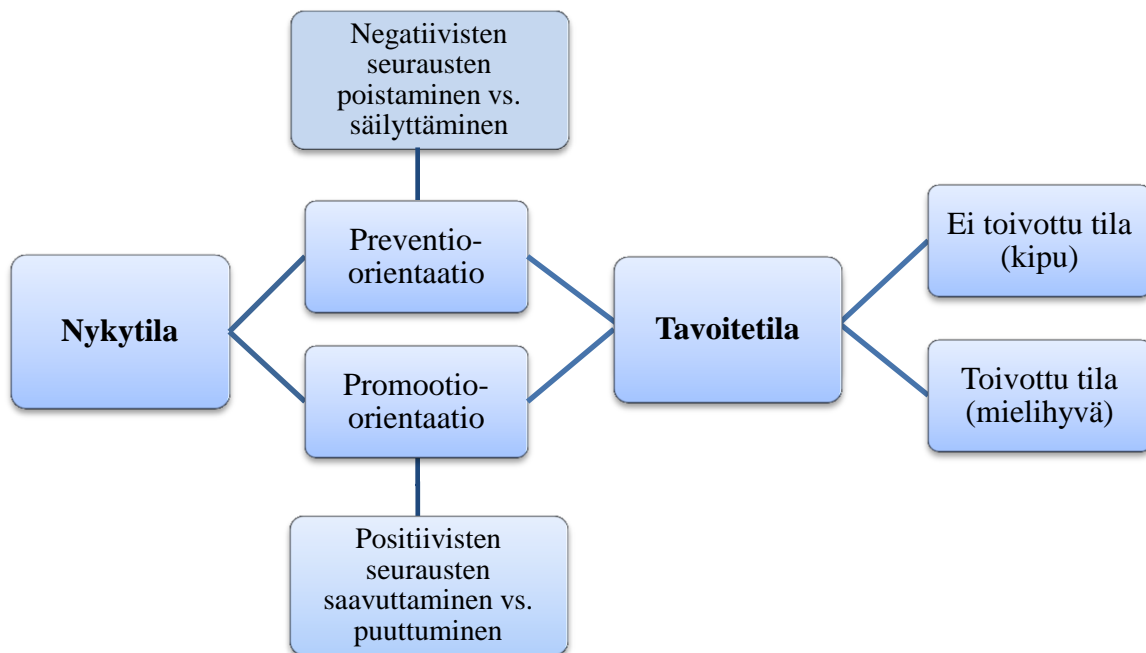 Negatiivisten
seurausten
poistaminen vs.
säilyttäminen
Preventio-
orientaatio
Ei toivottu tila
(kipu)
Nykytila
Tavoitetila
Promootio-
orientaatio
Toivottu tila
(mielihyvä)
Positiivisten
seurausten
saavuttaminen vs.
puuttuminen